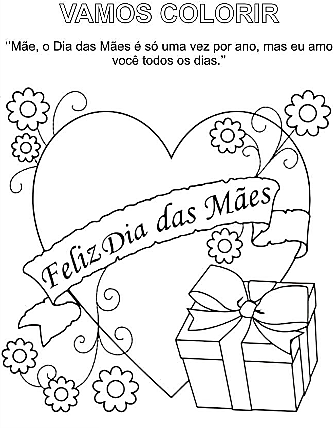 VAMOS COLORIR
"Mãe, o Dia das Mães é só uma vez por ano, mas eu amo
você todos os dias."
Feliz Dia das Mães